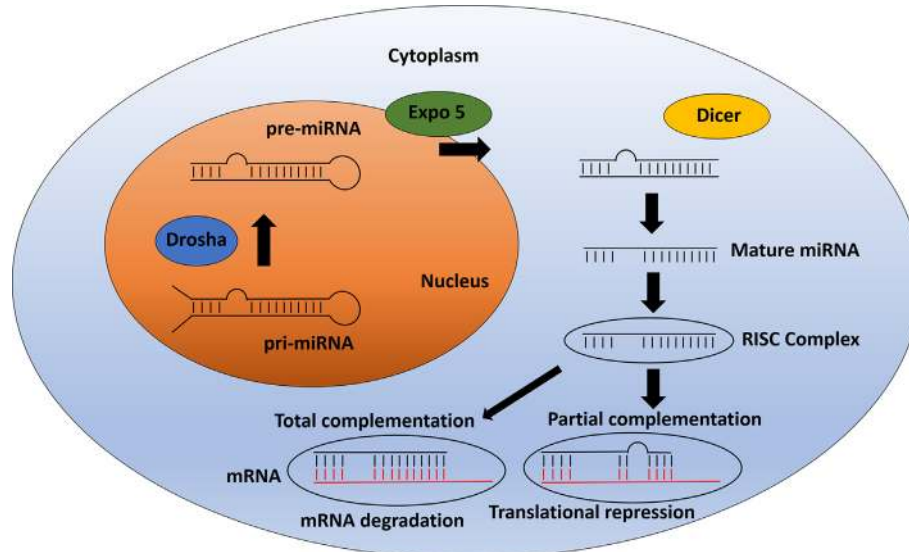 Cytoplasm
Expo 5
Dicer
pre-miRNA
Drosha
Mature miRNA
Nucleus
pri-miRNA
RISC Complex
Total complementation
Partial complementation
mRNA
mRNA degradation
Translational repression